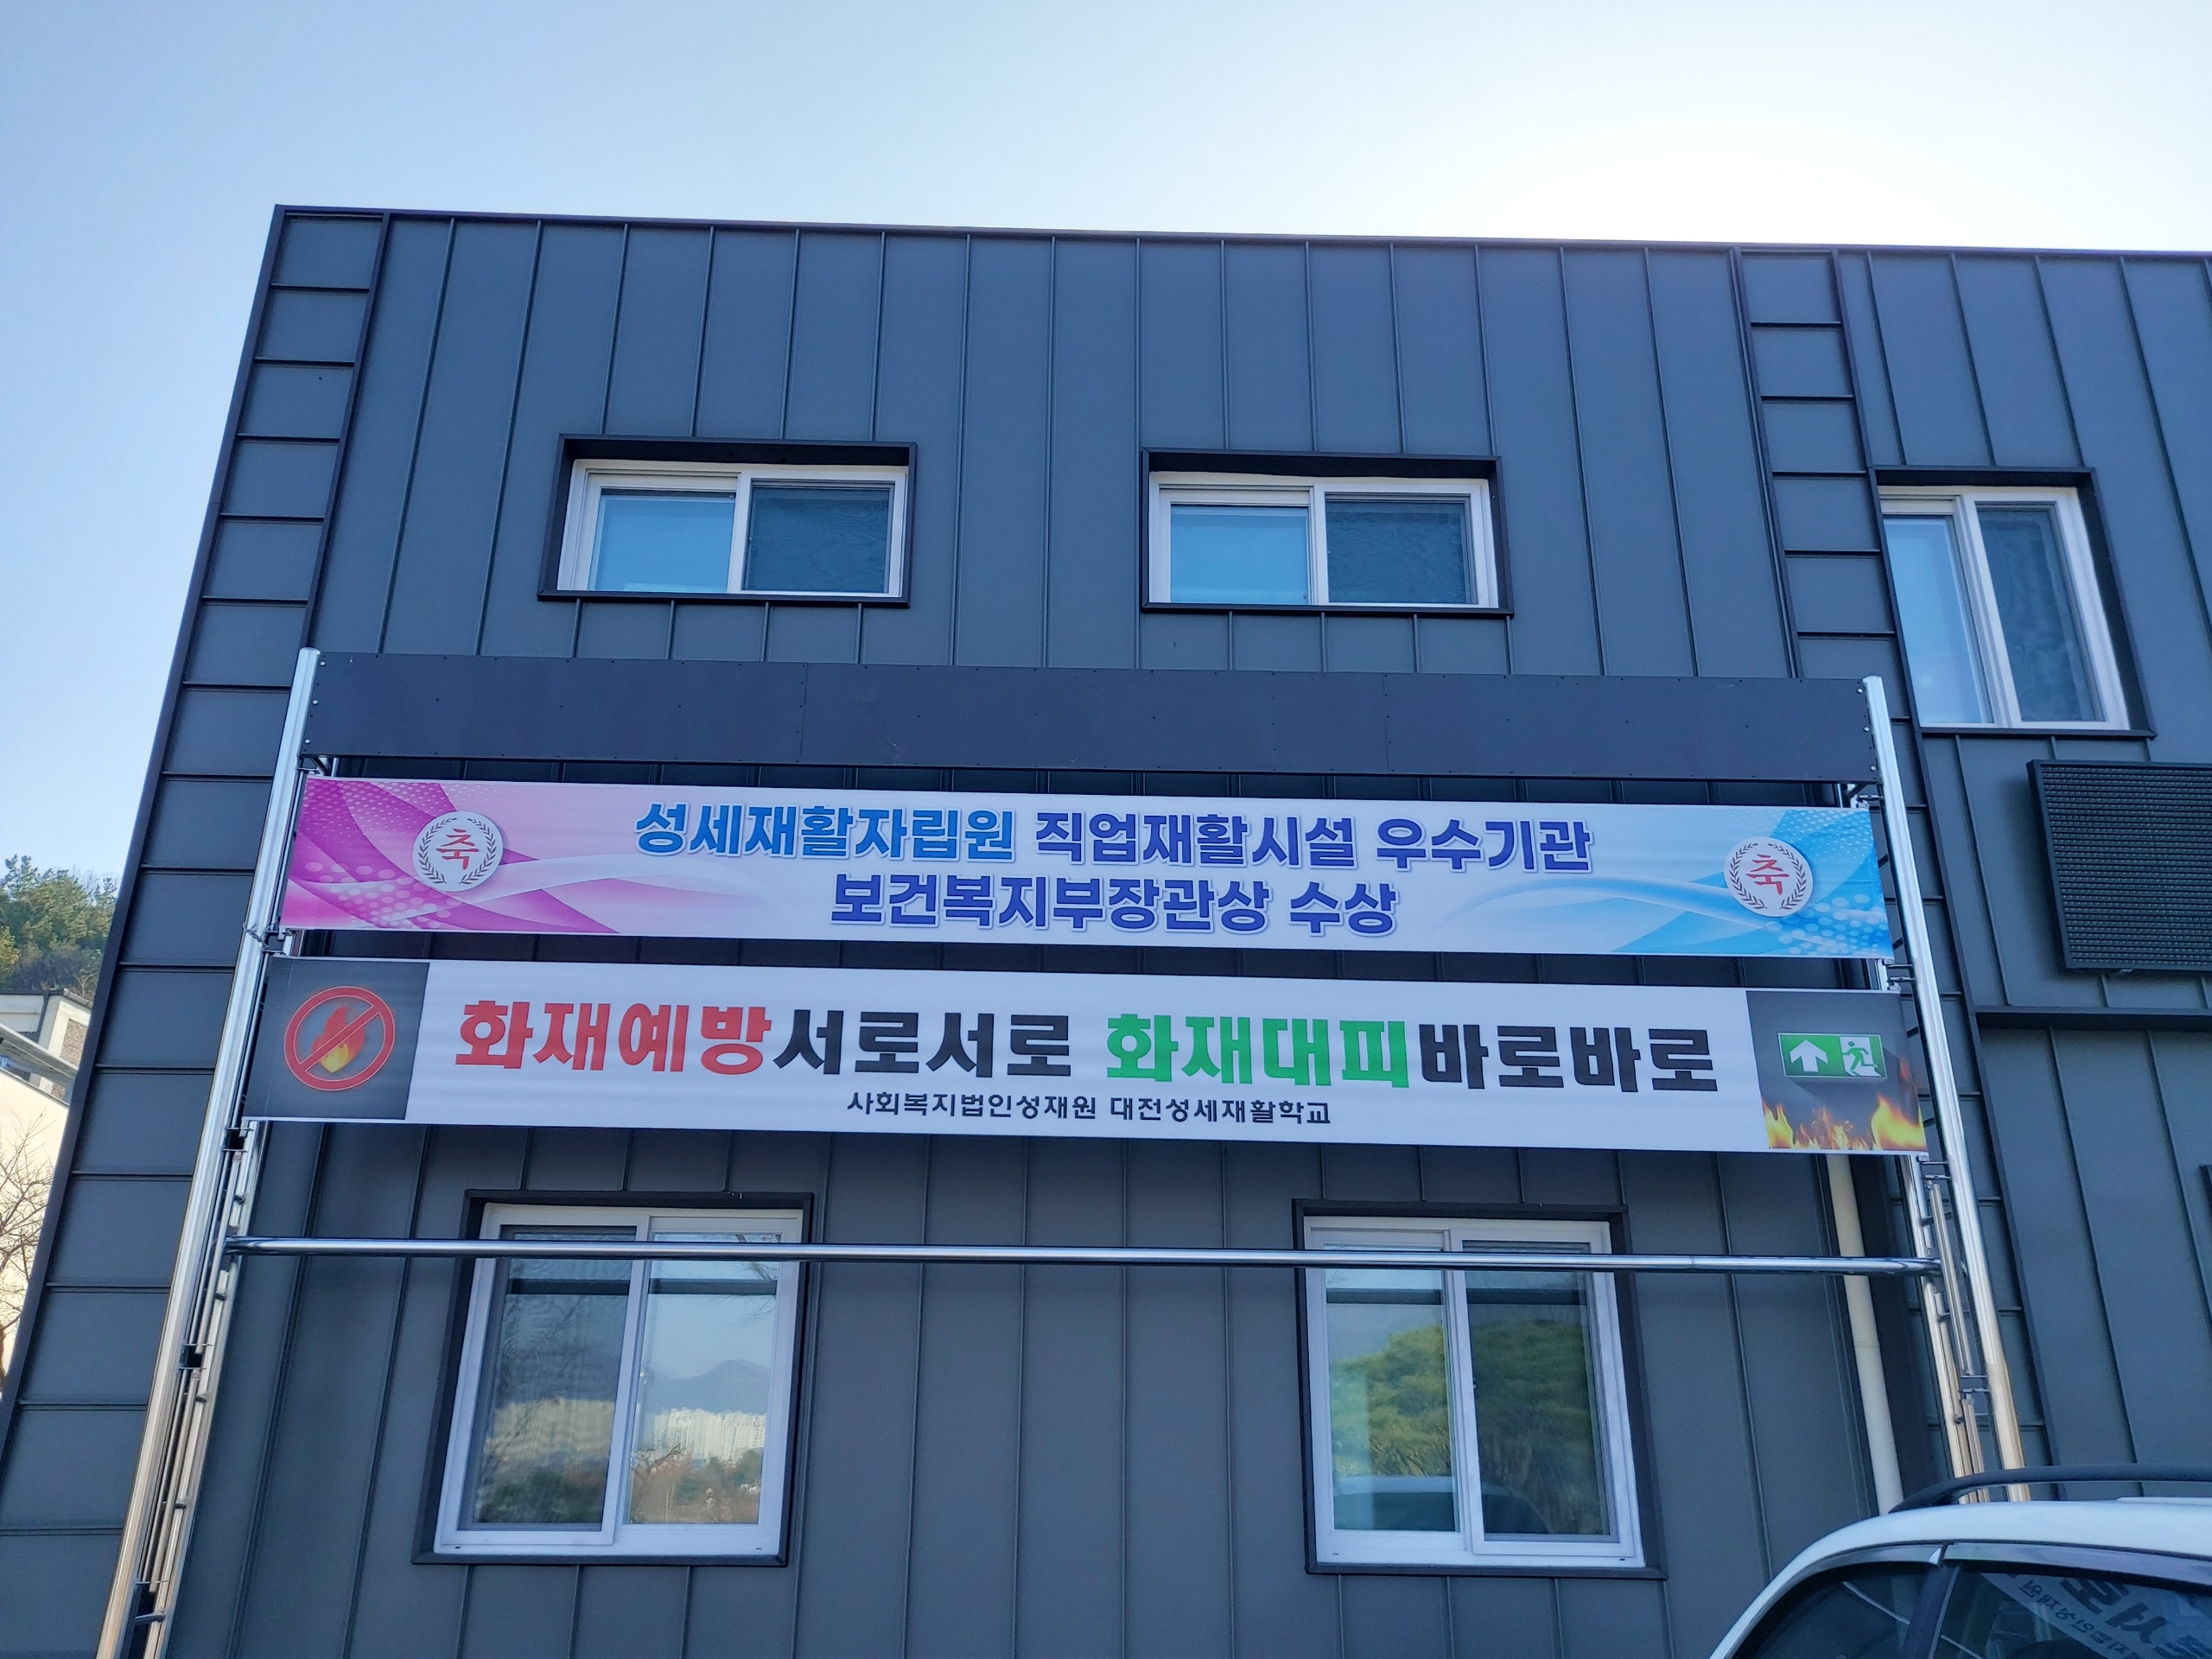 축
성세재활자립원 직업재활시설 우수기관
보건복지부장관상 수상
축
화재예방서로서로 화재대피바로바로
사회복지법인성재원 대전성세재활학교